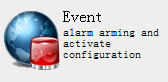 Event
alarm arming and
activate
configuration